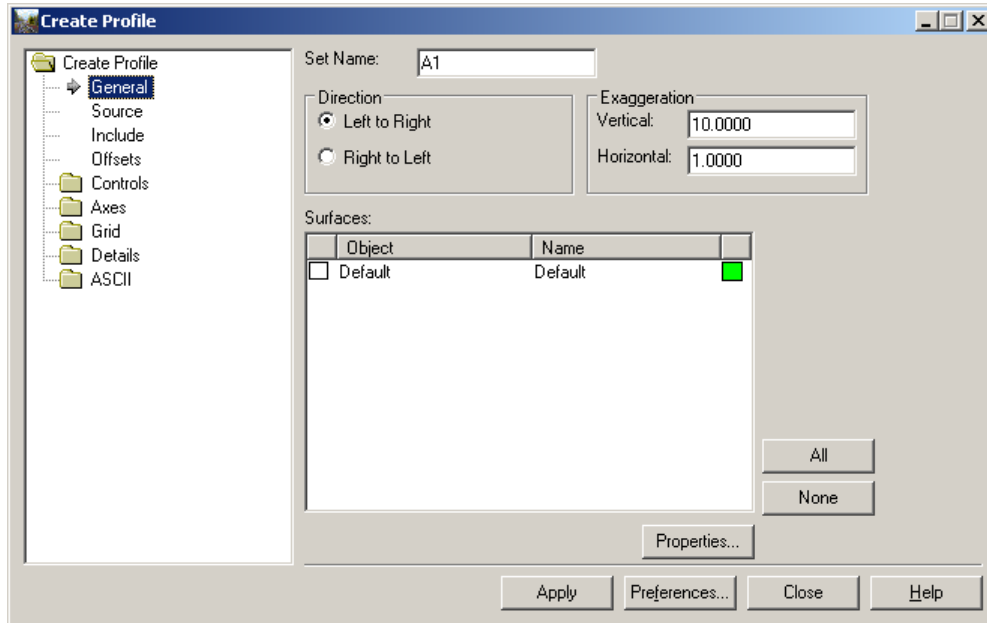 Create Profile
Create Profile
General
Source
Include
Offsets
Controls
Axes
Grid
Details
ASCII
Set Name: A1
Direction
Left to Right
Right to Left
Exaggeration
Vertical: 10.0000
Horizontal: 1.0000
Surfaces:
Object Name
Default Default
All
None
Properties...
Apply Preferences... Close Help